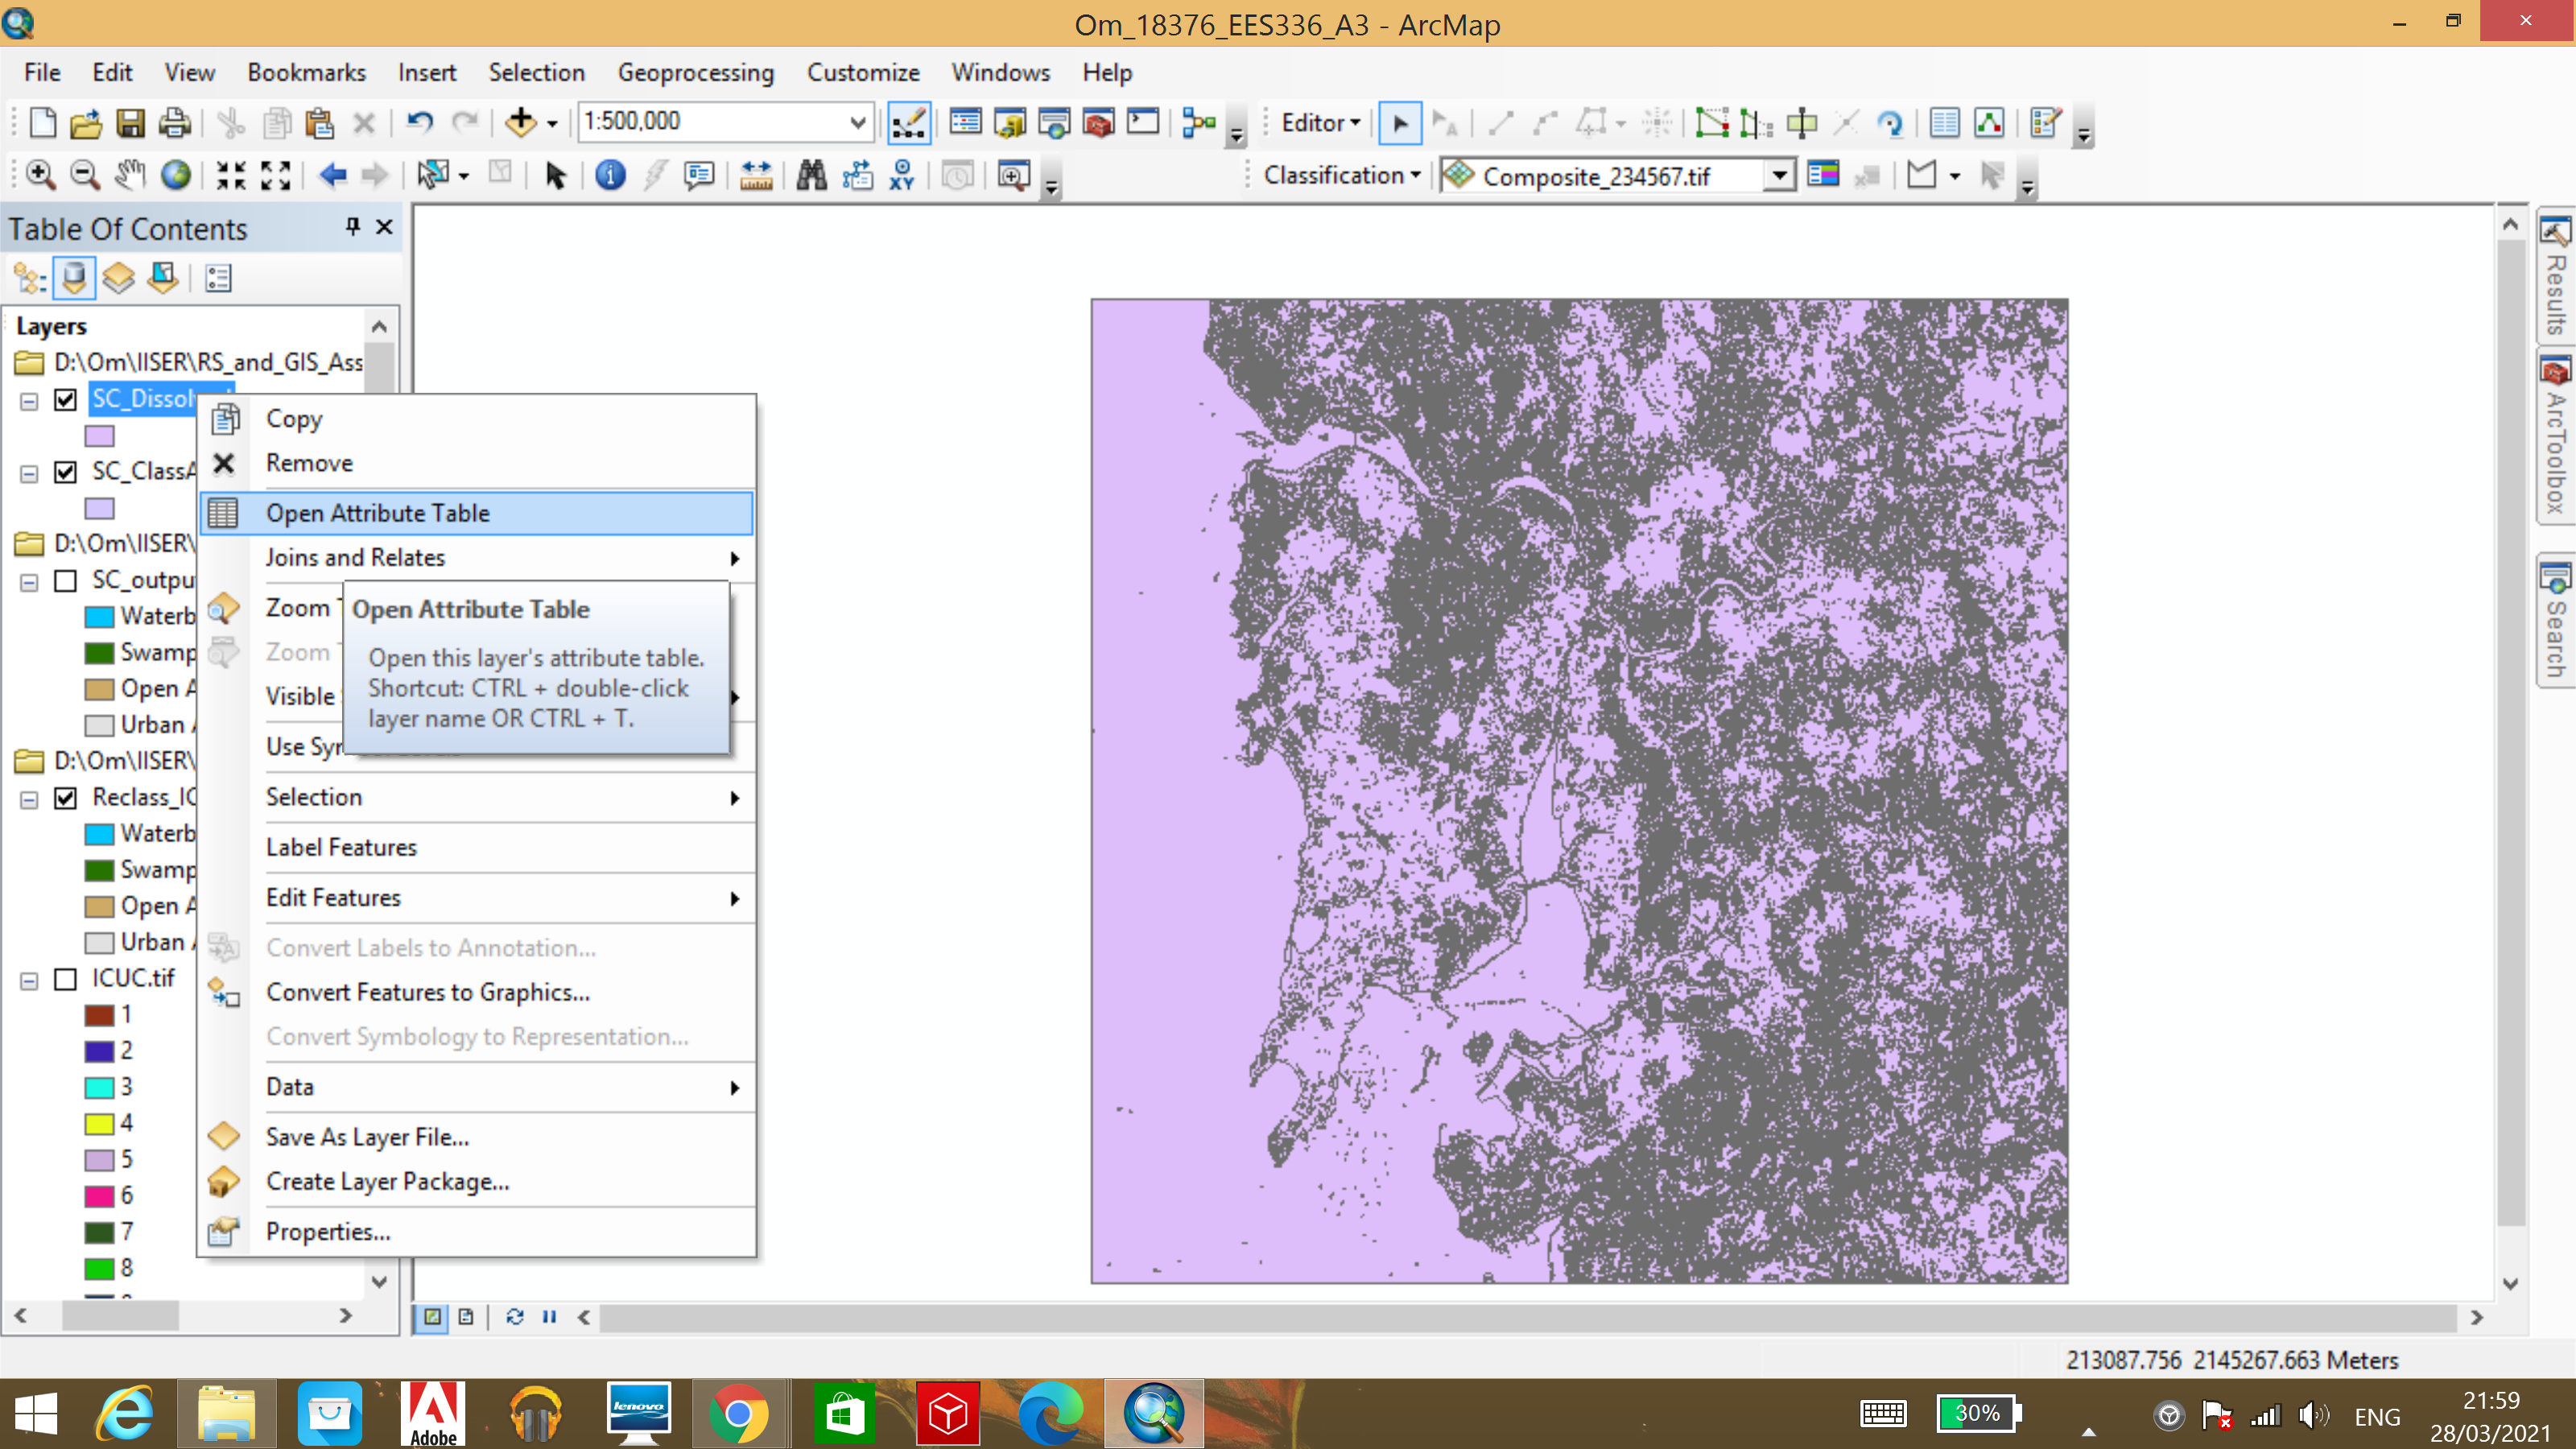 Om_18376_EES336_A3 - ArcMap
File Edit View Bookmarks Insert Selection Geoprocessing Customize Windows Help
1:500,000
Editor
Classification
Composite_234567.tif
Table Of Contents
Layers
D:\Om\IISER\RS_and_GIS_Ass
SC_Dissol
SC_ClassA
D:\Om\IISER\
SC_outpu
Waterb
Swamp
Open A
Urban A
D:\Om\IISER\
Reclass_IC
Waterb
Swamp
Open A
Urban A
ICUC.tif
1
2
3
4
5
6
7
8
Copy
Remove
Open Attribute Table
Joins and Relates
Zoom T
Zoom T
Visible
Use Sym
Selection
Label Features
Edit Features
Convert Labels to Annotation...
Convert Features to Graphics...
Convert Symbology to Representation...
Data
Save As Layer File...
Create Layer Package...
Properties...
Open Attribute Table
Open this layer's attribute table.
Shortcut: CTRL + double-click
layer name OR CTRL + T.
Results
ArcToolbox
Search
213087.756 2145267.663 Meters
Adobe
lenovo
30%
ENG
21:59
28/03/2021